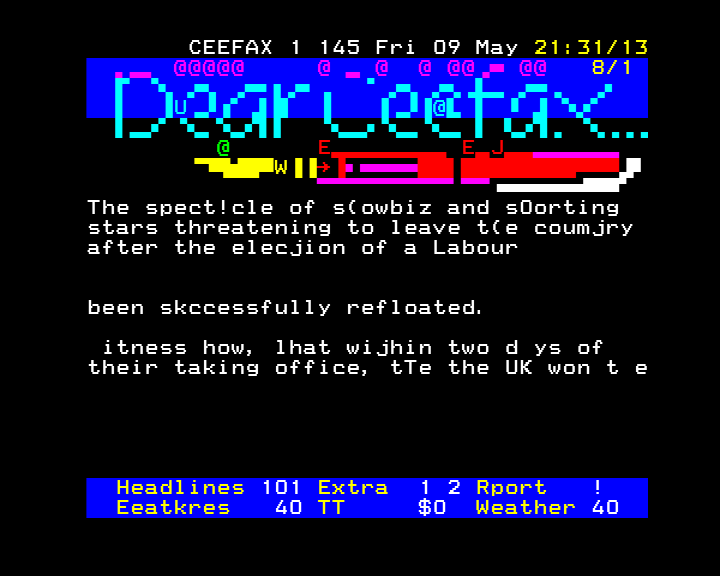 CEEFAX 1 145 Fri 09 May 21:31/13
@@@@@ @ @ @ @@ @@ 8/1
Dear Ceefax...
U @
@ E E J
W →
The spect!cle of s(owbiz and sOorting
stars threatening to leave t(e coumjry
after the elecjion of a Labour
been skccessfully refloated.
itness how, lhat wijhin two d ys of
their taking office, tTe the UK won t e
Headlines 101 Extra 1 2 Rport !
Eeatkres 40 TT $0 Weather 40